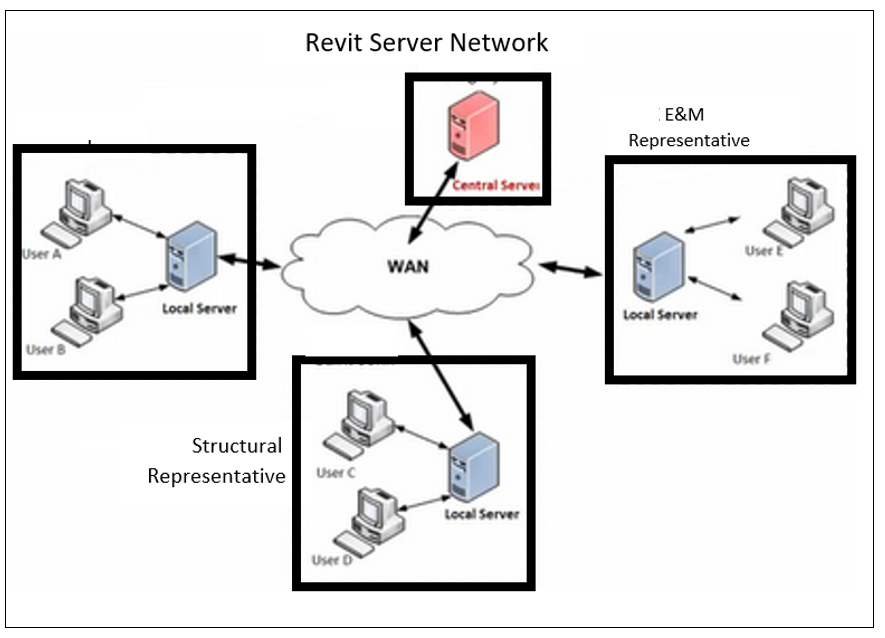 Revit Server Network
Central Server
E&M
Representative
User A
Local Server
User B
WAN
Local Server
User E
User F
Structural
Representative
User C
Local Server
User D